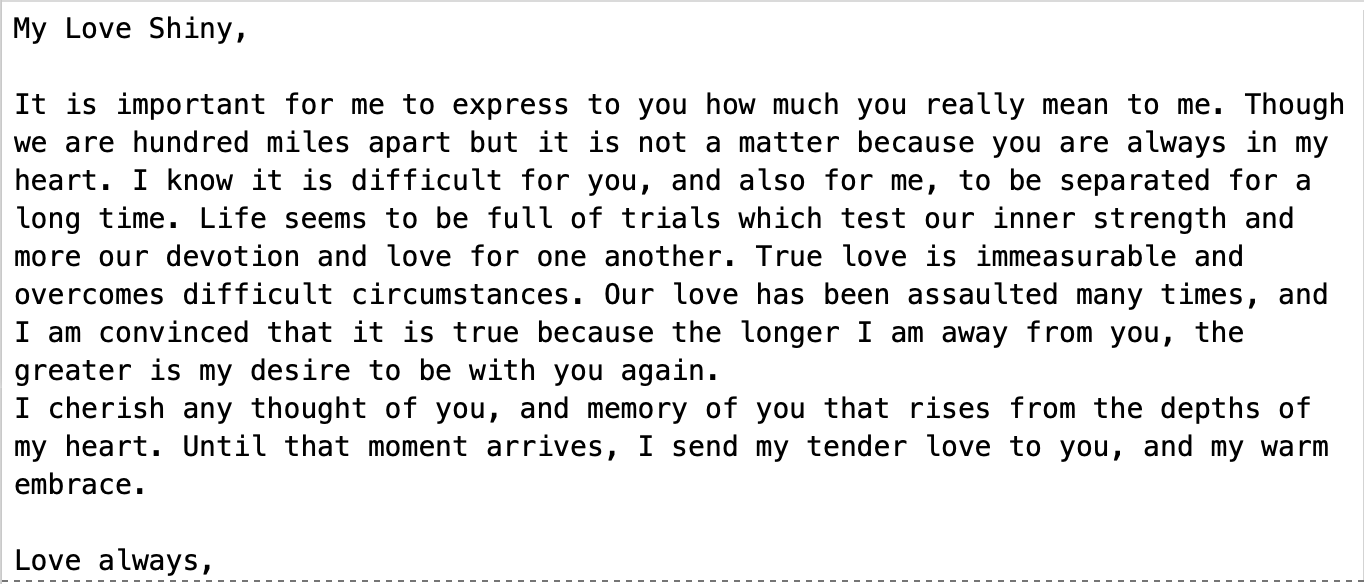 My Love Shiny,
It is important for me to express to you how much you really mean to me. Though
we are hundred miles apart but it is not a matter because you are always in my
heart. I know it is difficult for you, and also for me, to be separated for a
long time. Life seems to be full of trials which test our inner strength and
more our devotion and love for one another. True love is immeasurable and
overcomes difficult circumstances. Our love has been assaulted many times, and
I am convinced that it is true because the longer I am away from you, the
greater is my desire to be with you again.
I cherish any thought of you, and memory of you that rises from the depths of
my heart. Until that moment arrives, I send my tender love to you, and my warm
embrace.
Love always,